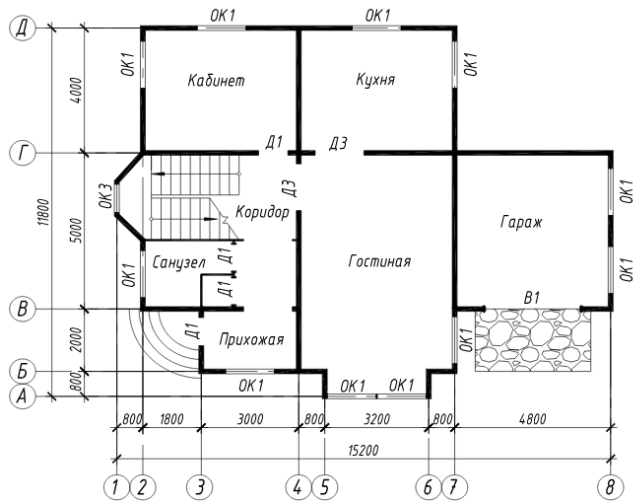 ОК1 ОК1
Д
ОК1 ОК1
4000 Кабинет Кухня
Д1 Д3
Г
ОК3 Д3 ОК1
11800 5000 Коридор Гараж
Санузел Д1 Гостиная
ОК1 Д1 ОК1
В В1
2000 Д1 Прихожая ОК1
Б
800 ОК1 ОК1 ОК1
А
800 1800 3000 800 3200 800 4800
15200
1 2 3 4 5 6 7 8